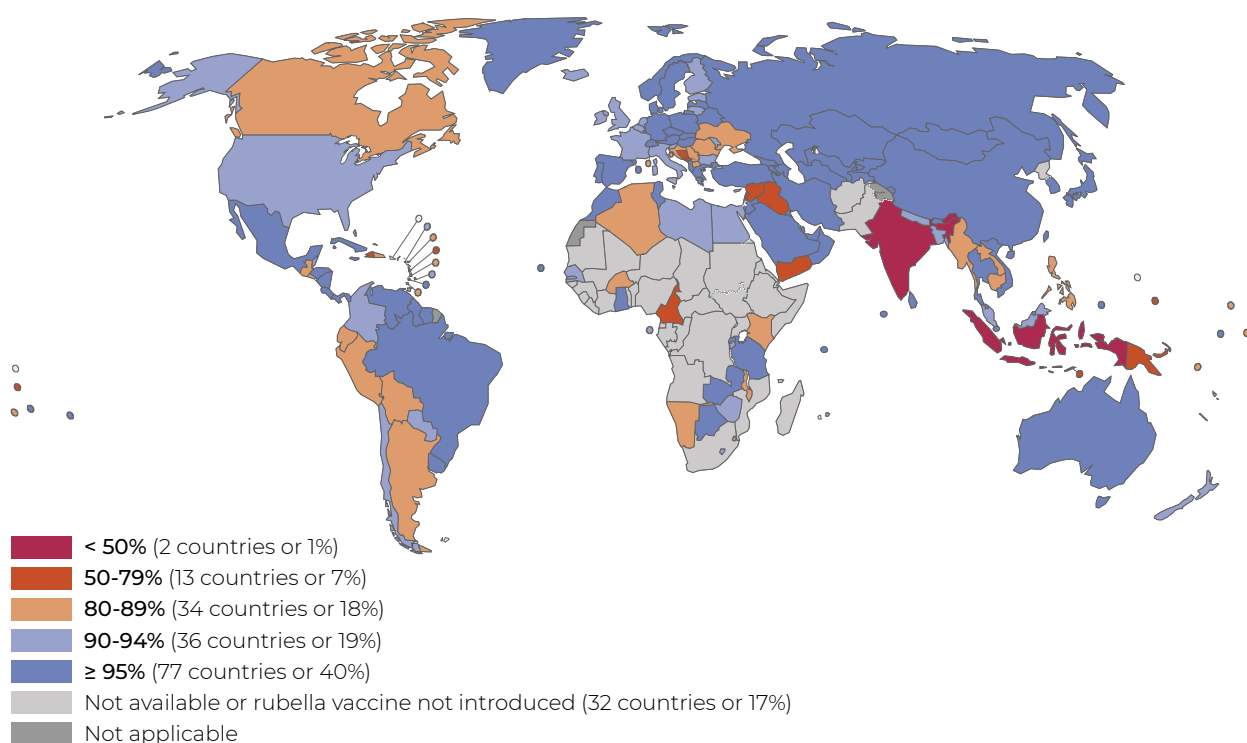 < 50% (2 countries or 1%)
50-79% (13 countries or 7%)
80-89% (34 countries or 18%)
90-94% (36 countries or 19%)
≥ 95% (77 countries or 40%)
Not available or rubella vaccine not introduced (32 countries or 17%)
Not applicable